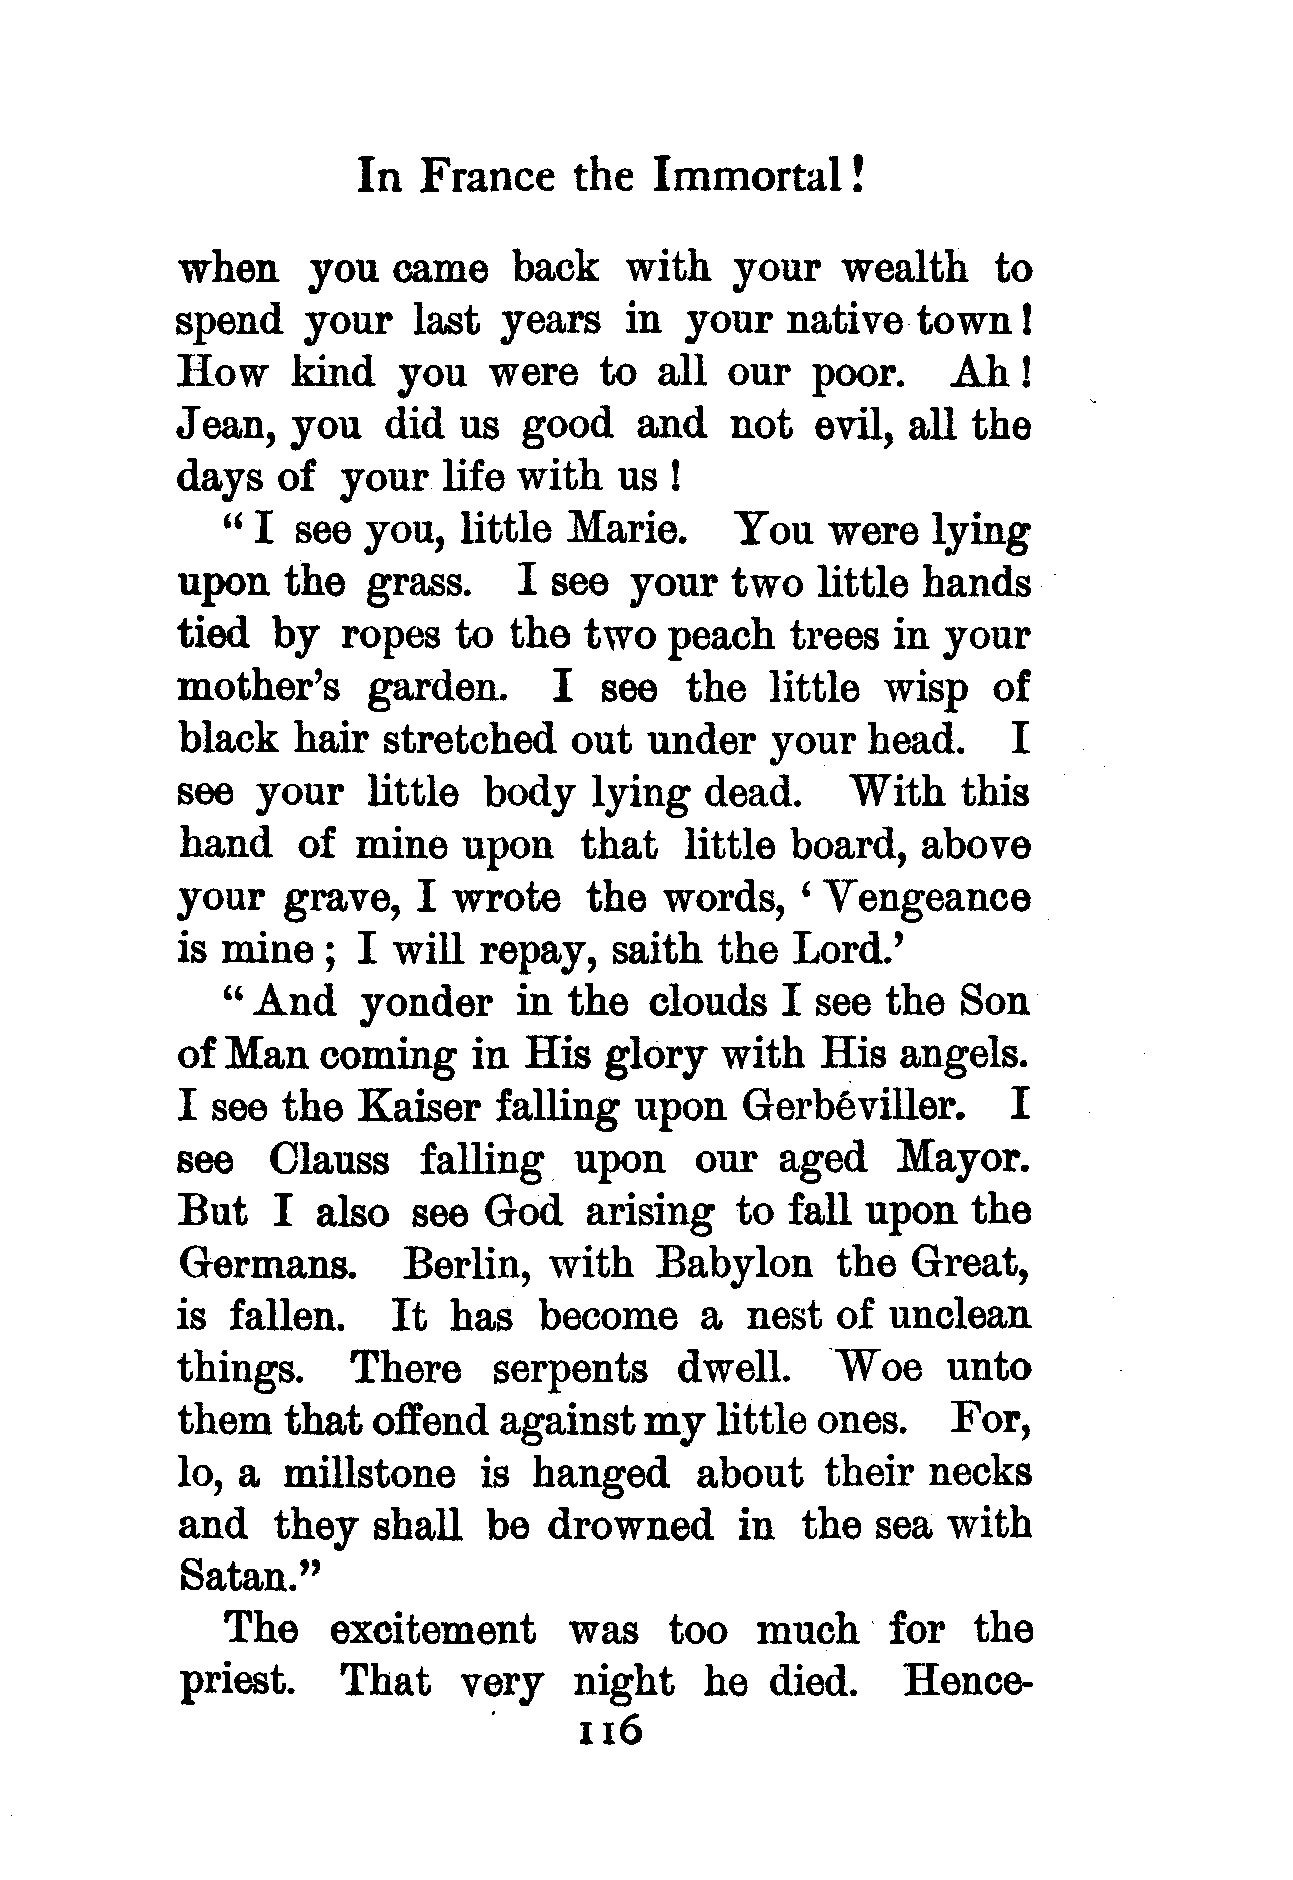 In France the Immortal!
when you came back with your wealth to
spend your last years in your native town!
How kind you were to all our poor. Ah!
Jean, you did us good and not evil, all the
days of your life with us!
"I see you, little Marie. You were lying
upon the grass. I see your two little hands
tied by ropes to the two peach trees in your
mother's garden. I see the little wisp of
black hair stretched out under your head. I
see your little body lying dead. With this
hand of mine upon that little board, above
your grave, I wrote the words, 'Vengeance
is mine; I will repay, saith the Lord.'
"And yonder in the clouds I see the Son
of Man coming in His glory with His angels.
I see the Kaiser falling upon Gerbéviller. I
see Clauss falling upon our aged Mayor.
But I also see God arising to fall upon the
Germans. Berlin, with Babylon the Great,
is fallen. It has become a nest of unclean
things. There serpents dwell. Woe unto
them that offend against my little ones. For,
lo, a millstone is hanged about their necks
and they shall be drowned in the sea with
Satan."
The excitement was too much for the
priest. That very night he died. Hence-
116